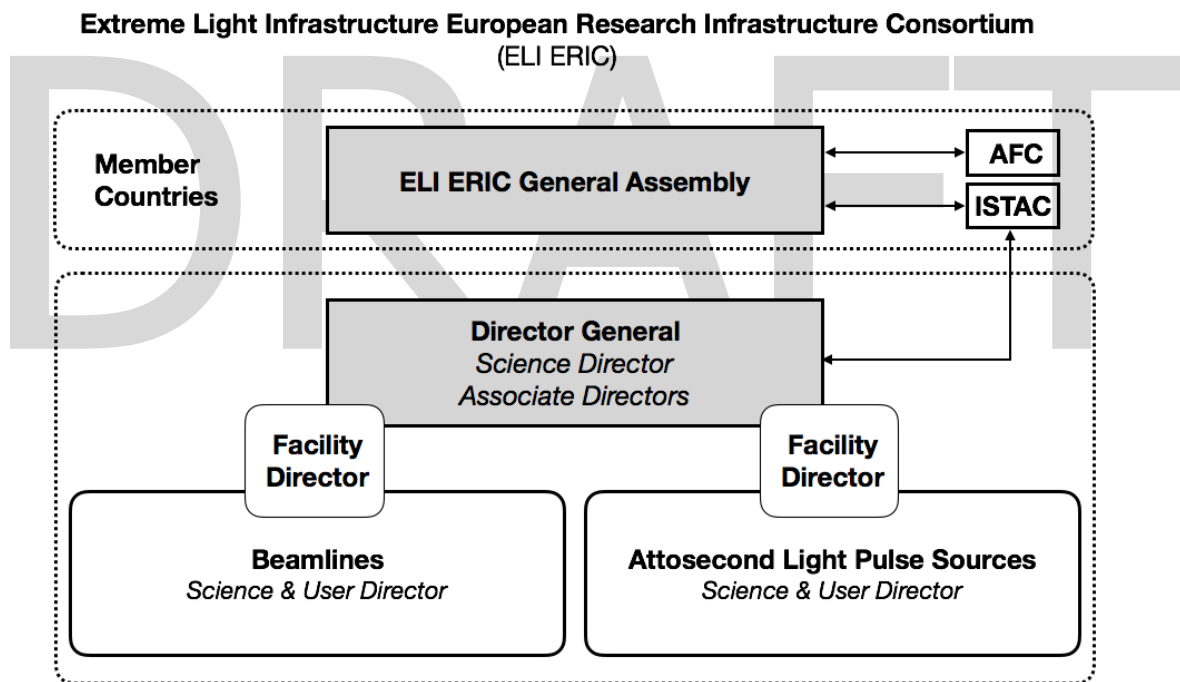 Extreme Light Infrastructure European Research Infrastructure Consortium
(ELI ERIC)
DRAFT
Member
Countries
ELI ERIC General Assembly
AFC
ISTAC
Director General
Science Director
Associate Directors
Facility
Director
Facility
Director
Beamlines
Science & User Director
Attosecond Light Pulse Sources
Science & User Director